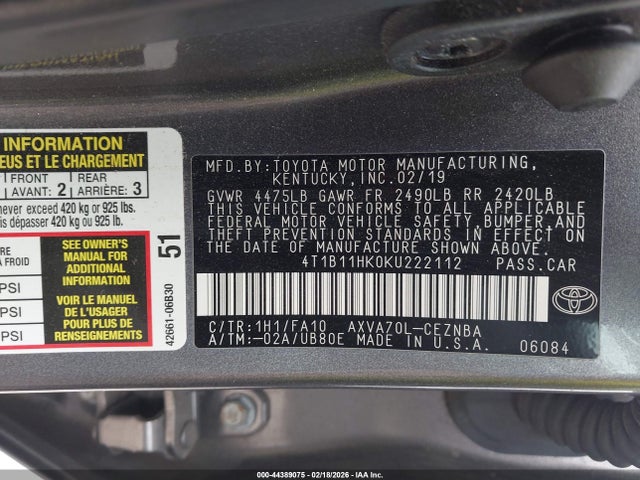 INFORMATION
EUS ET LE CHARGEMENT
FRONT
AVANT: 2
REAR
ARRIÈRE: 3
never exceed 420 kg or 925 lbs.
dépasser 420 kg ou 925 lb.
RE
A FROID
PSI
PSI
SEE OWNER'S
MANUAL FOR
ADDITIONAL
INFORMATION
VOIR LE MANUEL
DE
L'USAGER POUR
PLUS DE
RENSEIGNEMENTS
51
42661-06B30
MFD.BY:TOYOTA MOTOR MANUFACTURING,
KENTUCKY,INC.02/19
GVWR 4475LB GAWR FR 2490LB RR 2420LB
THIS VEHICLE CONFORMS TO ALL APPLICABLE
FEDERAL MOTOR VEHICLE SAFETY,BUMPER,AND
THEFT PREVENTION STANDARDS IN EFFECT ON
THE DATE OF MANUFACTURE SHOWN ABOVE.
4T1B11HK0KU222112 PASS.CAR
C/TR:1H1/FA10 AXVA70L-CEZNBA
A/TM:-02A/UB80E MADE IN U.S.A. 06084
TOYOTA
000-44389075 - 02/18/2026 - IAA Inc.